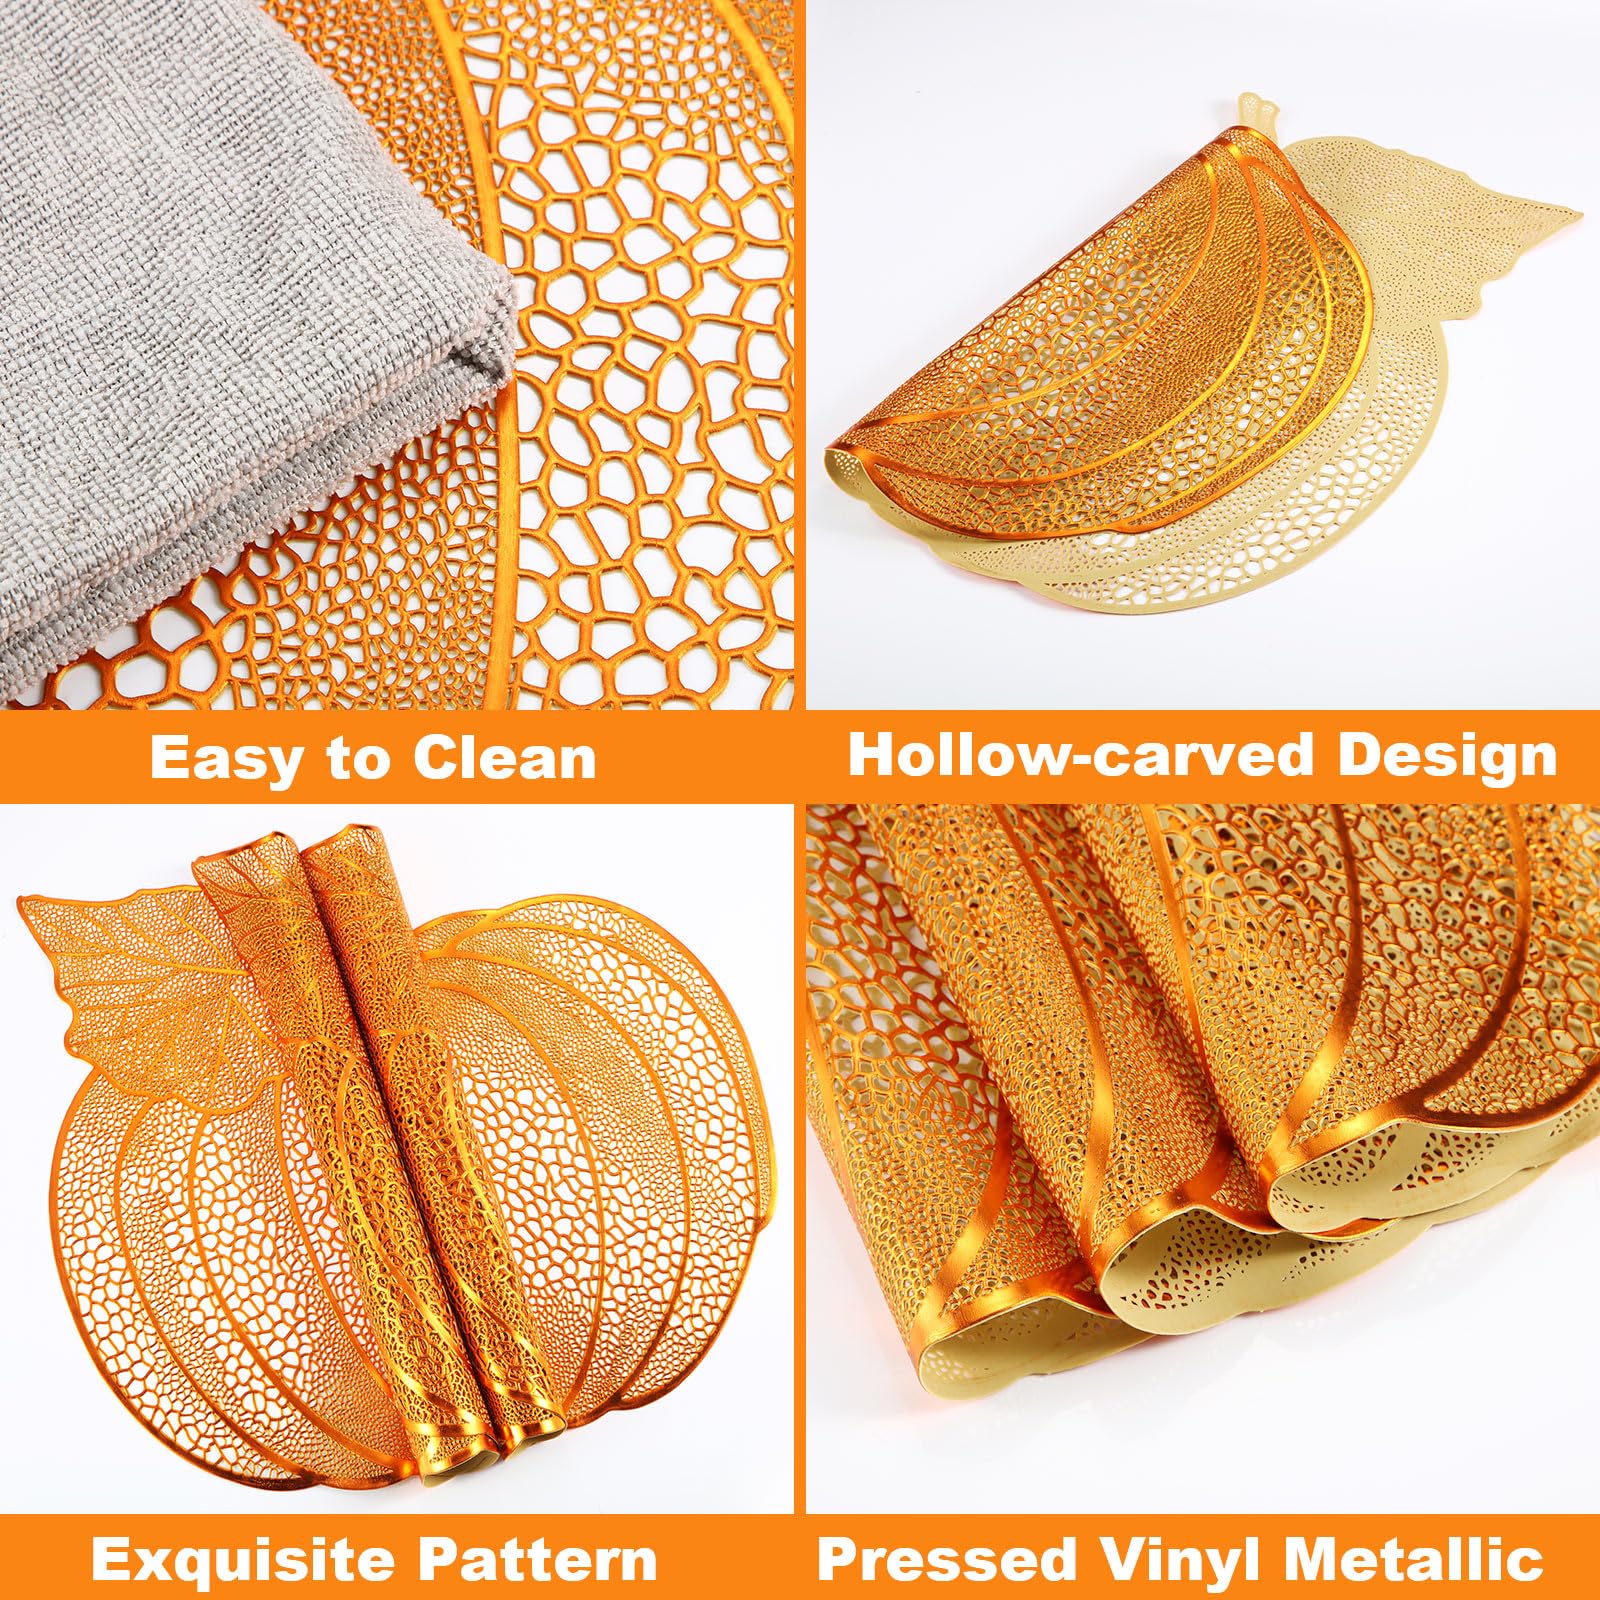 Easy to Clean
Hollow-carved Design
Exquisite Pattern
Pressed Vinyl Metallic